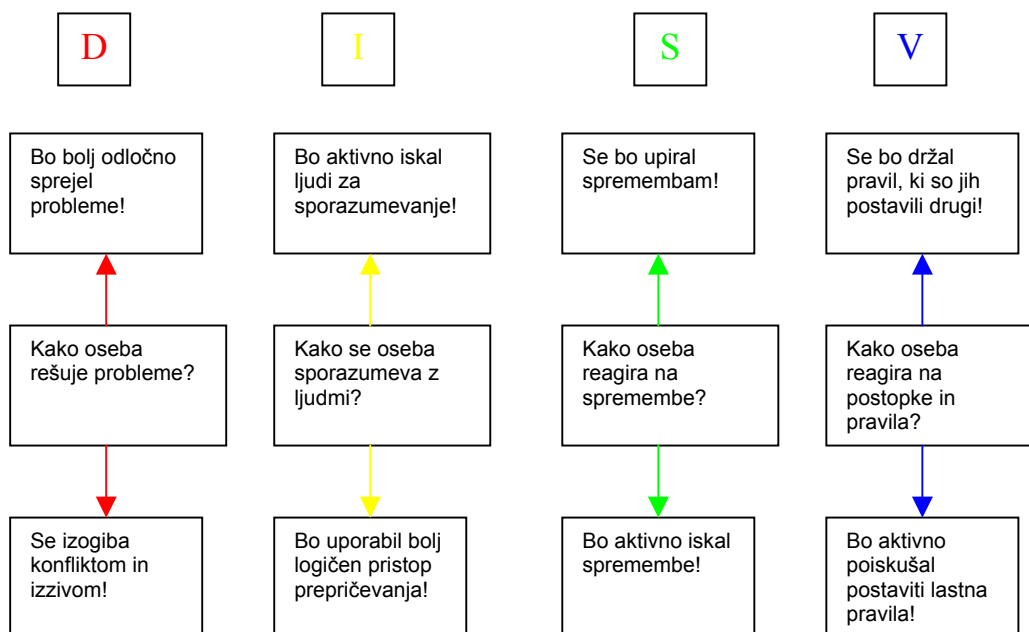 D
I
S
V
Bo bolj odločno
sprejel
probleme!
Bo aktivno iskal
ljudi za
sporazumevanje!
Se bo upiral
spremembam!
Se bo držal
pravil, ki so jih
postavili drugi!
Kako oseba
rešuje probleme?
Kako se oseba
sporazumeva z
ljudmi?
Kako oseba
reagira na
spremembe?
Kako oseba
reagira na
postopke in
pravila?
Se izogiba
konfliktom in
izzivom!
Bo uporabil bolj
logičen pristop
prepričevanja!
Bo aktivno iskal
spremembe!
Bo aktivno
poiskušal
postaviti lastna
pravila!